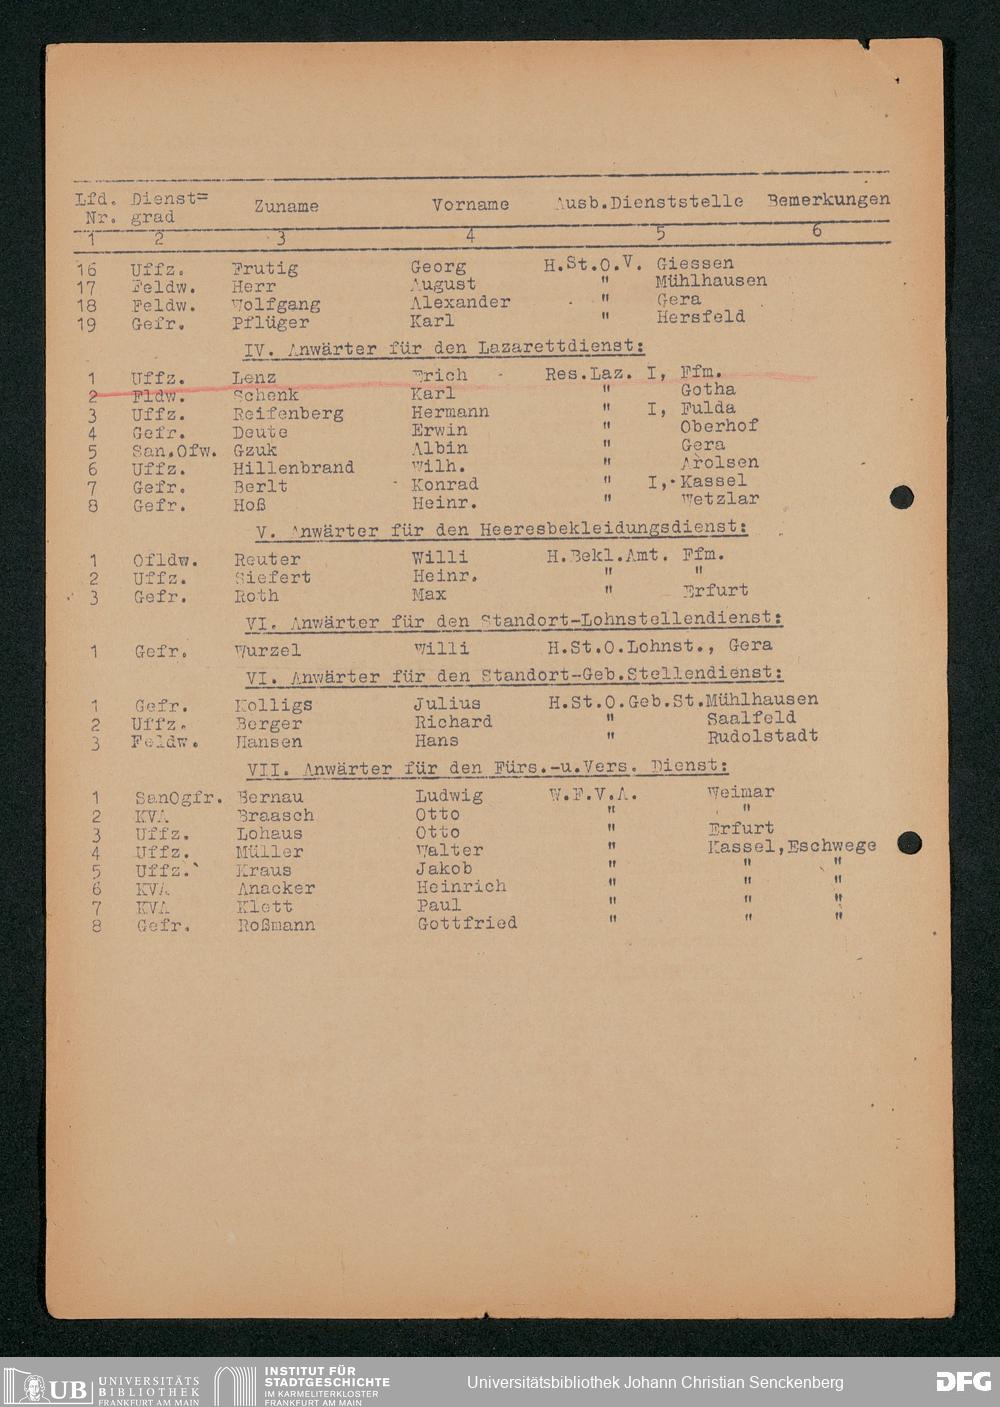 Lfd. Dienst= Zuname Vorname Ausb.Dienststelle Bemerkungen
Nr. grad
1 2 3 4 5 6
16 Uffz. Frutig Georg H.St.O.V. Giessen
17 Feldw. Herr August " Mühlhausen
18 Feldw. Wolfgang Alexander " Gera
19 Gefr. Pflüger Karl " Hersfeld
IV. Anwärter für den Lazarettdienst:
1 Uffz. Lenz Erich Res.Laz. I, Ffm.
2 Fldw. Schenk Karl " Gotha
3 Uffz. Reifenberg Hermann " I, Fulda
4 Gefr. Deute Erwin " Oberhof
5 San.Ofw. Gzuk Albin " Gera
6 Uffz. Hillenbrand Wilh. " Arolsen
7 Gefr. Berlt Konrad " I, Kassel
8 Gefr. Hoß Heinr. " Wetzlar
V. Anwärter für den Heeresbekleidungsdienst:
1 Ofldw. Reuter Willi H.Bekl.Amt. Ffm.
2 Uffz. Siefert Heinr. " "
3 Gefr. Roth Max " Erfurt
VI. Anwärter für den Standort-Lohnstellendienst:
1 Gefr. Wurzel Willi H.St.O.Lohnst., Gera
VI. Anwärter für den Standort-Geb.Stellendienst:
1 Gefr. Kolligs Julius H.St.O.Geb.St.Mühlhausen
2 Uffz. Berger Richard " Saalfeld
3 Feldw. Hansen Hans " Rudolstadt
VII. Anwärter für den Fürs.-u.Vers. Dienst:
1 SanOgfr. Bernau Ludwig W.F.V.A. Weimar
2 KVA Braasch Otto " "
3 Uffz. Lohaus Otto " Erfurt
4 Uffz. Müller Walter " Kassel,Eschwege
5 Uffz. Kraus Jakob " " "
6 KVA Anacker Heinrich " " "
7 KVA Klett Paul " " "
8 Gefr. Roßmann Gottfried " " "
UB UNIVERSITÄTS BIBLIOTHEK FRANKFURT AM MAIN
INSTITUT FÜR STADTGESCHICHTE IM KARMELITERKLOSTER FRANKFURT AM MAIN
Universitätsbibliothek Johann Christian Senckenberg
DFG